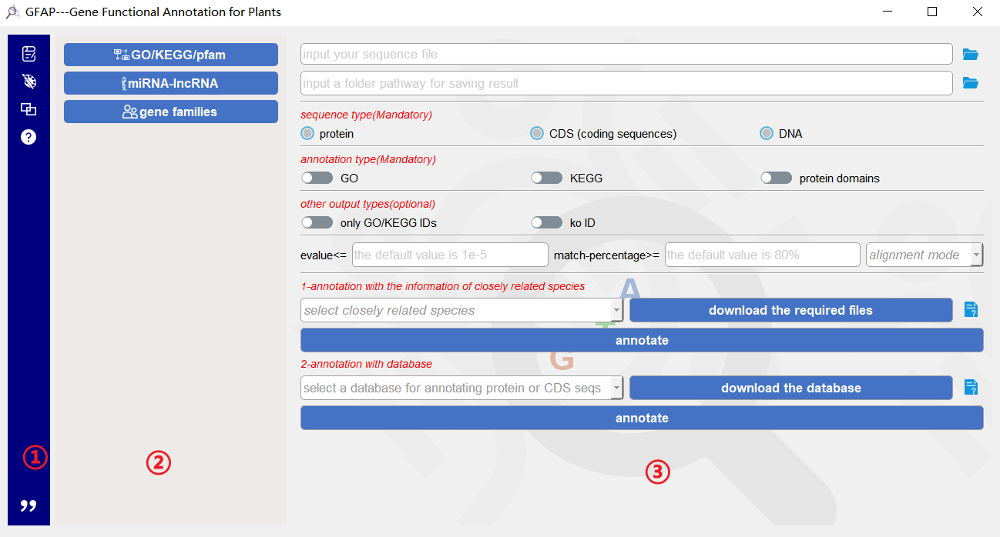 GFAP---Gene Functional Annotation for Plants
GO/KEGG/pfam
miRNA-lncRNA
gene families
input your sequence file
input a folder pathway for saving result
sequence type(Mandatory)
protein CDS (coding sequences) DNA
annotation type(Mandatory)
GO KEGG protein domains
other output types(optional)
only GO/KEGG IDs ko ID
evalue<= the default value is 1e-5 match-percentage>= the default value is 80% alignment mode
1-annotation with the information of closely related species
A
select closely related species download the required files
T
annotate
G
2-annotation with database
select a database for annotating protein or CDS seqs download the database
annotate
① ② ③